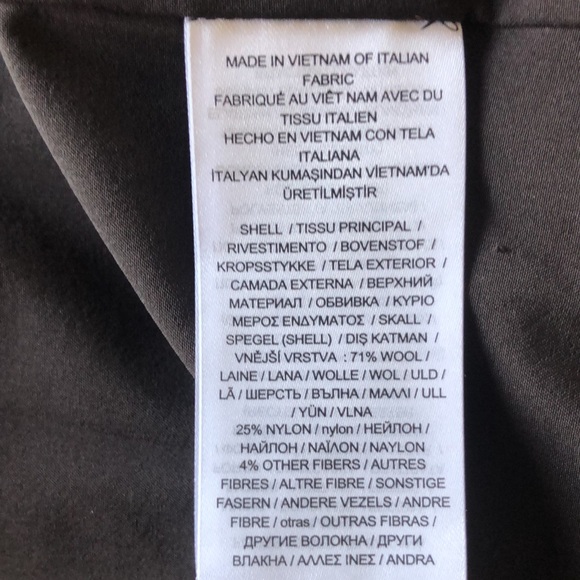 MADE IN VIETNAM OF ITALIAN
FABRIC
FABRIQUÉ AU VIÊT NAM AVEC DU
TISSU ITALIEN
HECHO EN VIETNAM CON TELA
ITALIANA
İTALYAN KUMAŞINDAN VİETNAM'DA
ÜRETİLMİŞTİR
SHELL / TISSU PRINCIPAL /
RIVESTIMENTO / BOVENSTOF /
KROPSSTYKKE / TELA EXTERIOR /
CAMADA EXTERNA / ВЕРХНИЙ
МАТЕРИАЛ / ОБВИВКА / ΚΥΡΙΟ
ΜΕΡΟΣ ΕΝΔΥΜΑΤΟΣ / SKALL /
SPEGEL (SHELL) / DIŞ KATMAN /
VNĚJŠÍ VRSTVA : 71% WOOL /
LAINE / LANA / WOLLE / WOL / ULD /
LÃ / ШЕРСТЬ / ВЪЛНА / ΜΑΛΛΙ / ULL
/ YÜN / VLNA
25% NYLON / nylon / НЕЙЛОН /
НАЙЛОН / ΝΑΪΛΟΝ / NAYLON
4% OTHER FIBERS / AUTRES
FIBRES / ALTRE FIBRE / SONSTIGE
FASERN / ANDERE VEZELS / ANDRE
FIBRE / otras / OUTRAS FIBRAS /
ДРУГИЕ ВОЛОКНА / ДРУГИ
ВЛАКНА / ΑΛΛΕΣ ΙΝΕΣ / ANDRA